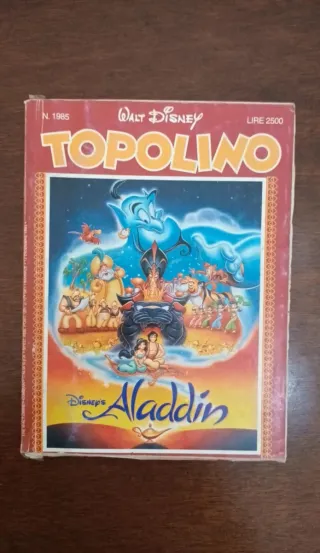 N. 1985
WALT DISNEY
LIRE 2500
TOPOLINO
DISNEY'S
Aladdin